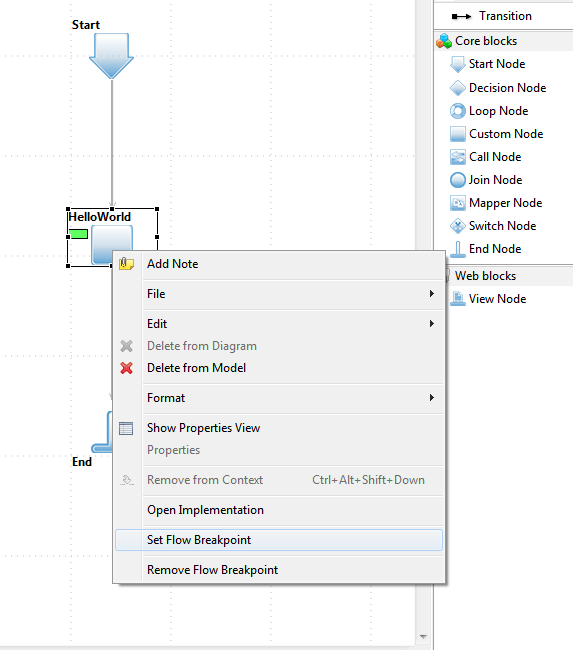 Start
HelloWorld
Add Note
File
Edit
Delete from Diagram
Delete from Model
Format
Show Properties View
Properties
Remove from Context Ctrl+Alt+Shift+Down
Open Implementation
Set Flow Breakpoint
Remove Flow Breakpoint
End
Transition
Core blocks
Start Node
Decision Node
Loop Node
Custom Node
Call Node
Join Node
Mapper Node
Switch Node
End Node
Web blocks
View Node